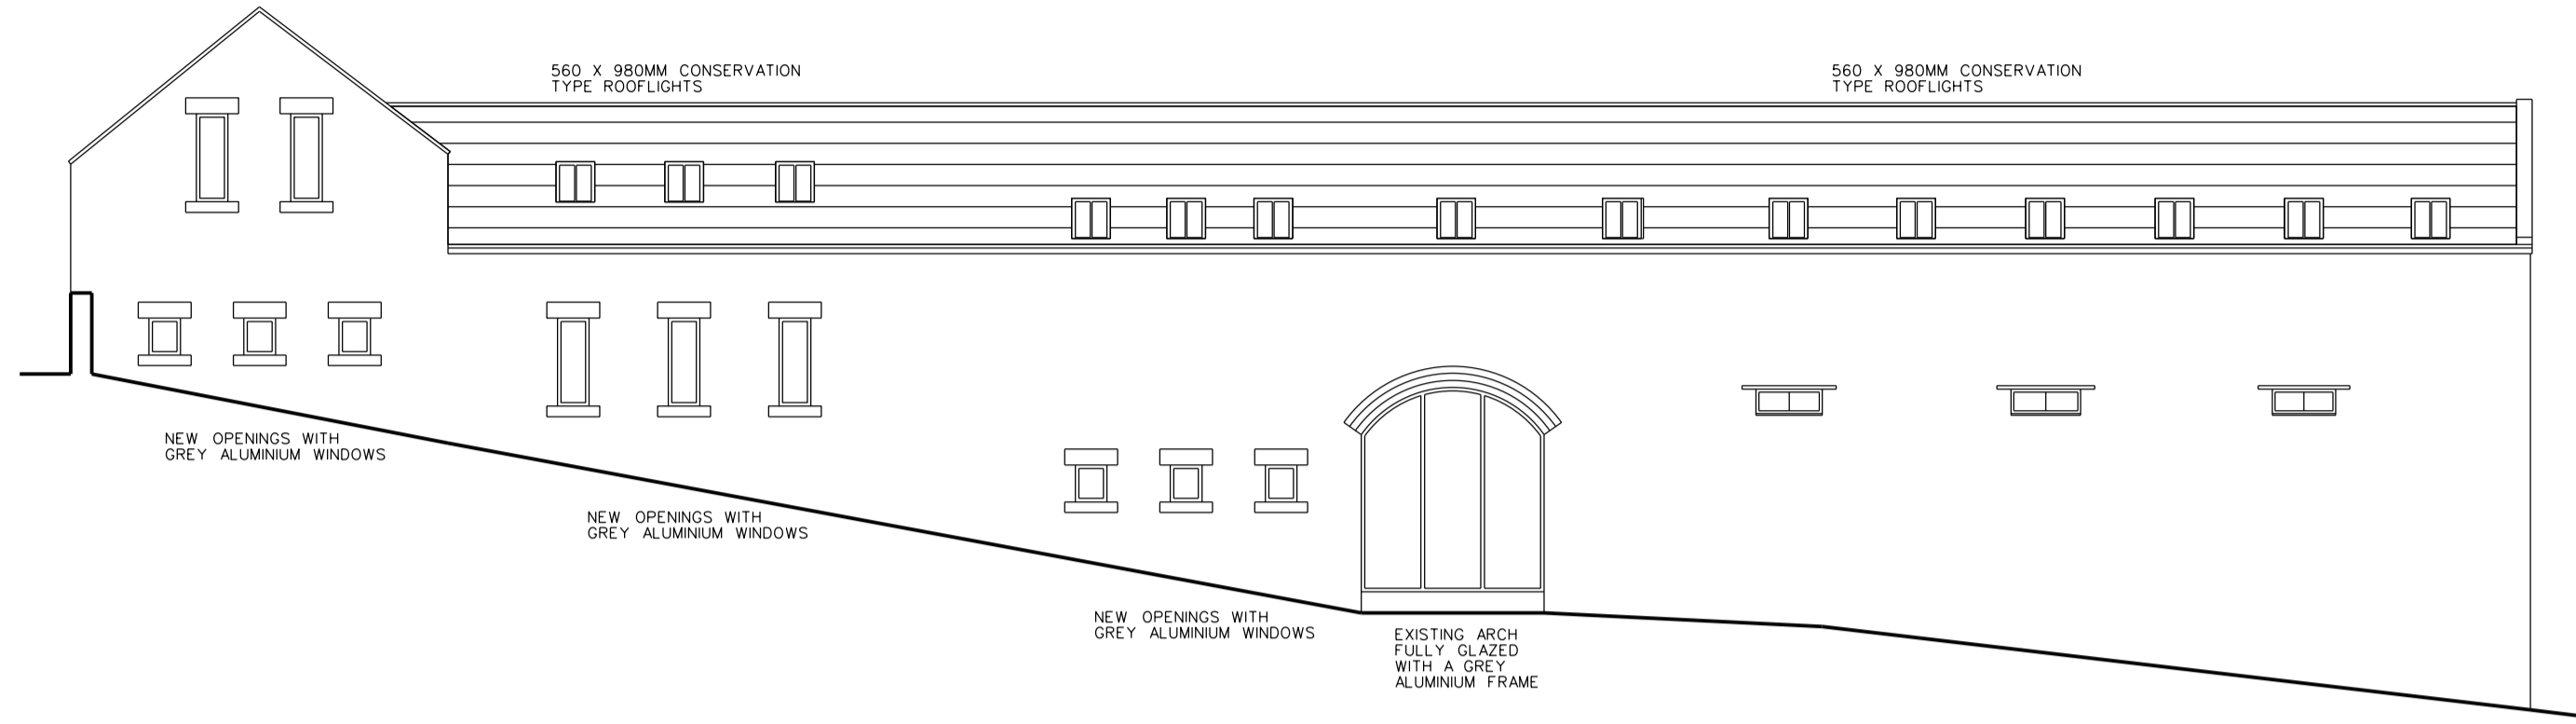 560 X 980MM CONSERVATION
TYPE ROOFLIGHTS
560 X 980MM CONSERVATION
TYPE ROOFLIGHTS
NEW OPENINGS WITH
GREY ALUMINIUM WINDOWS
NEW OPENINGS WITH
GREY ALUMINIUM WINDOWS
NEW OPENINGS WITH
GREY ALUMINIUM WINDOWS
EXISTING ARCH
FULLY GLAZED
WITH A GREY
ALUMINIUM FRAME